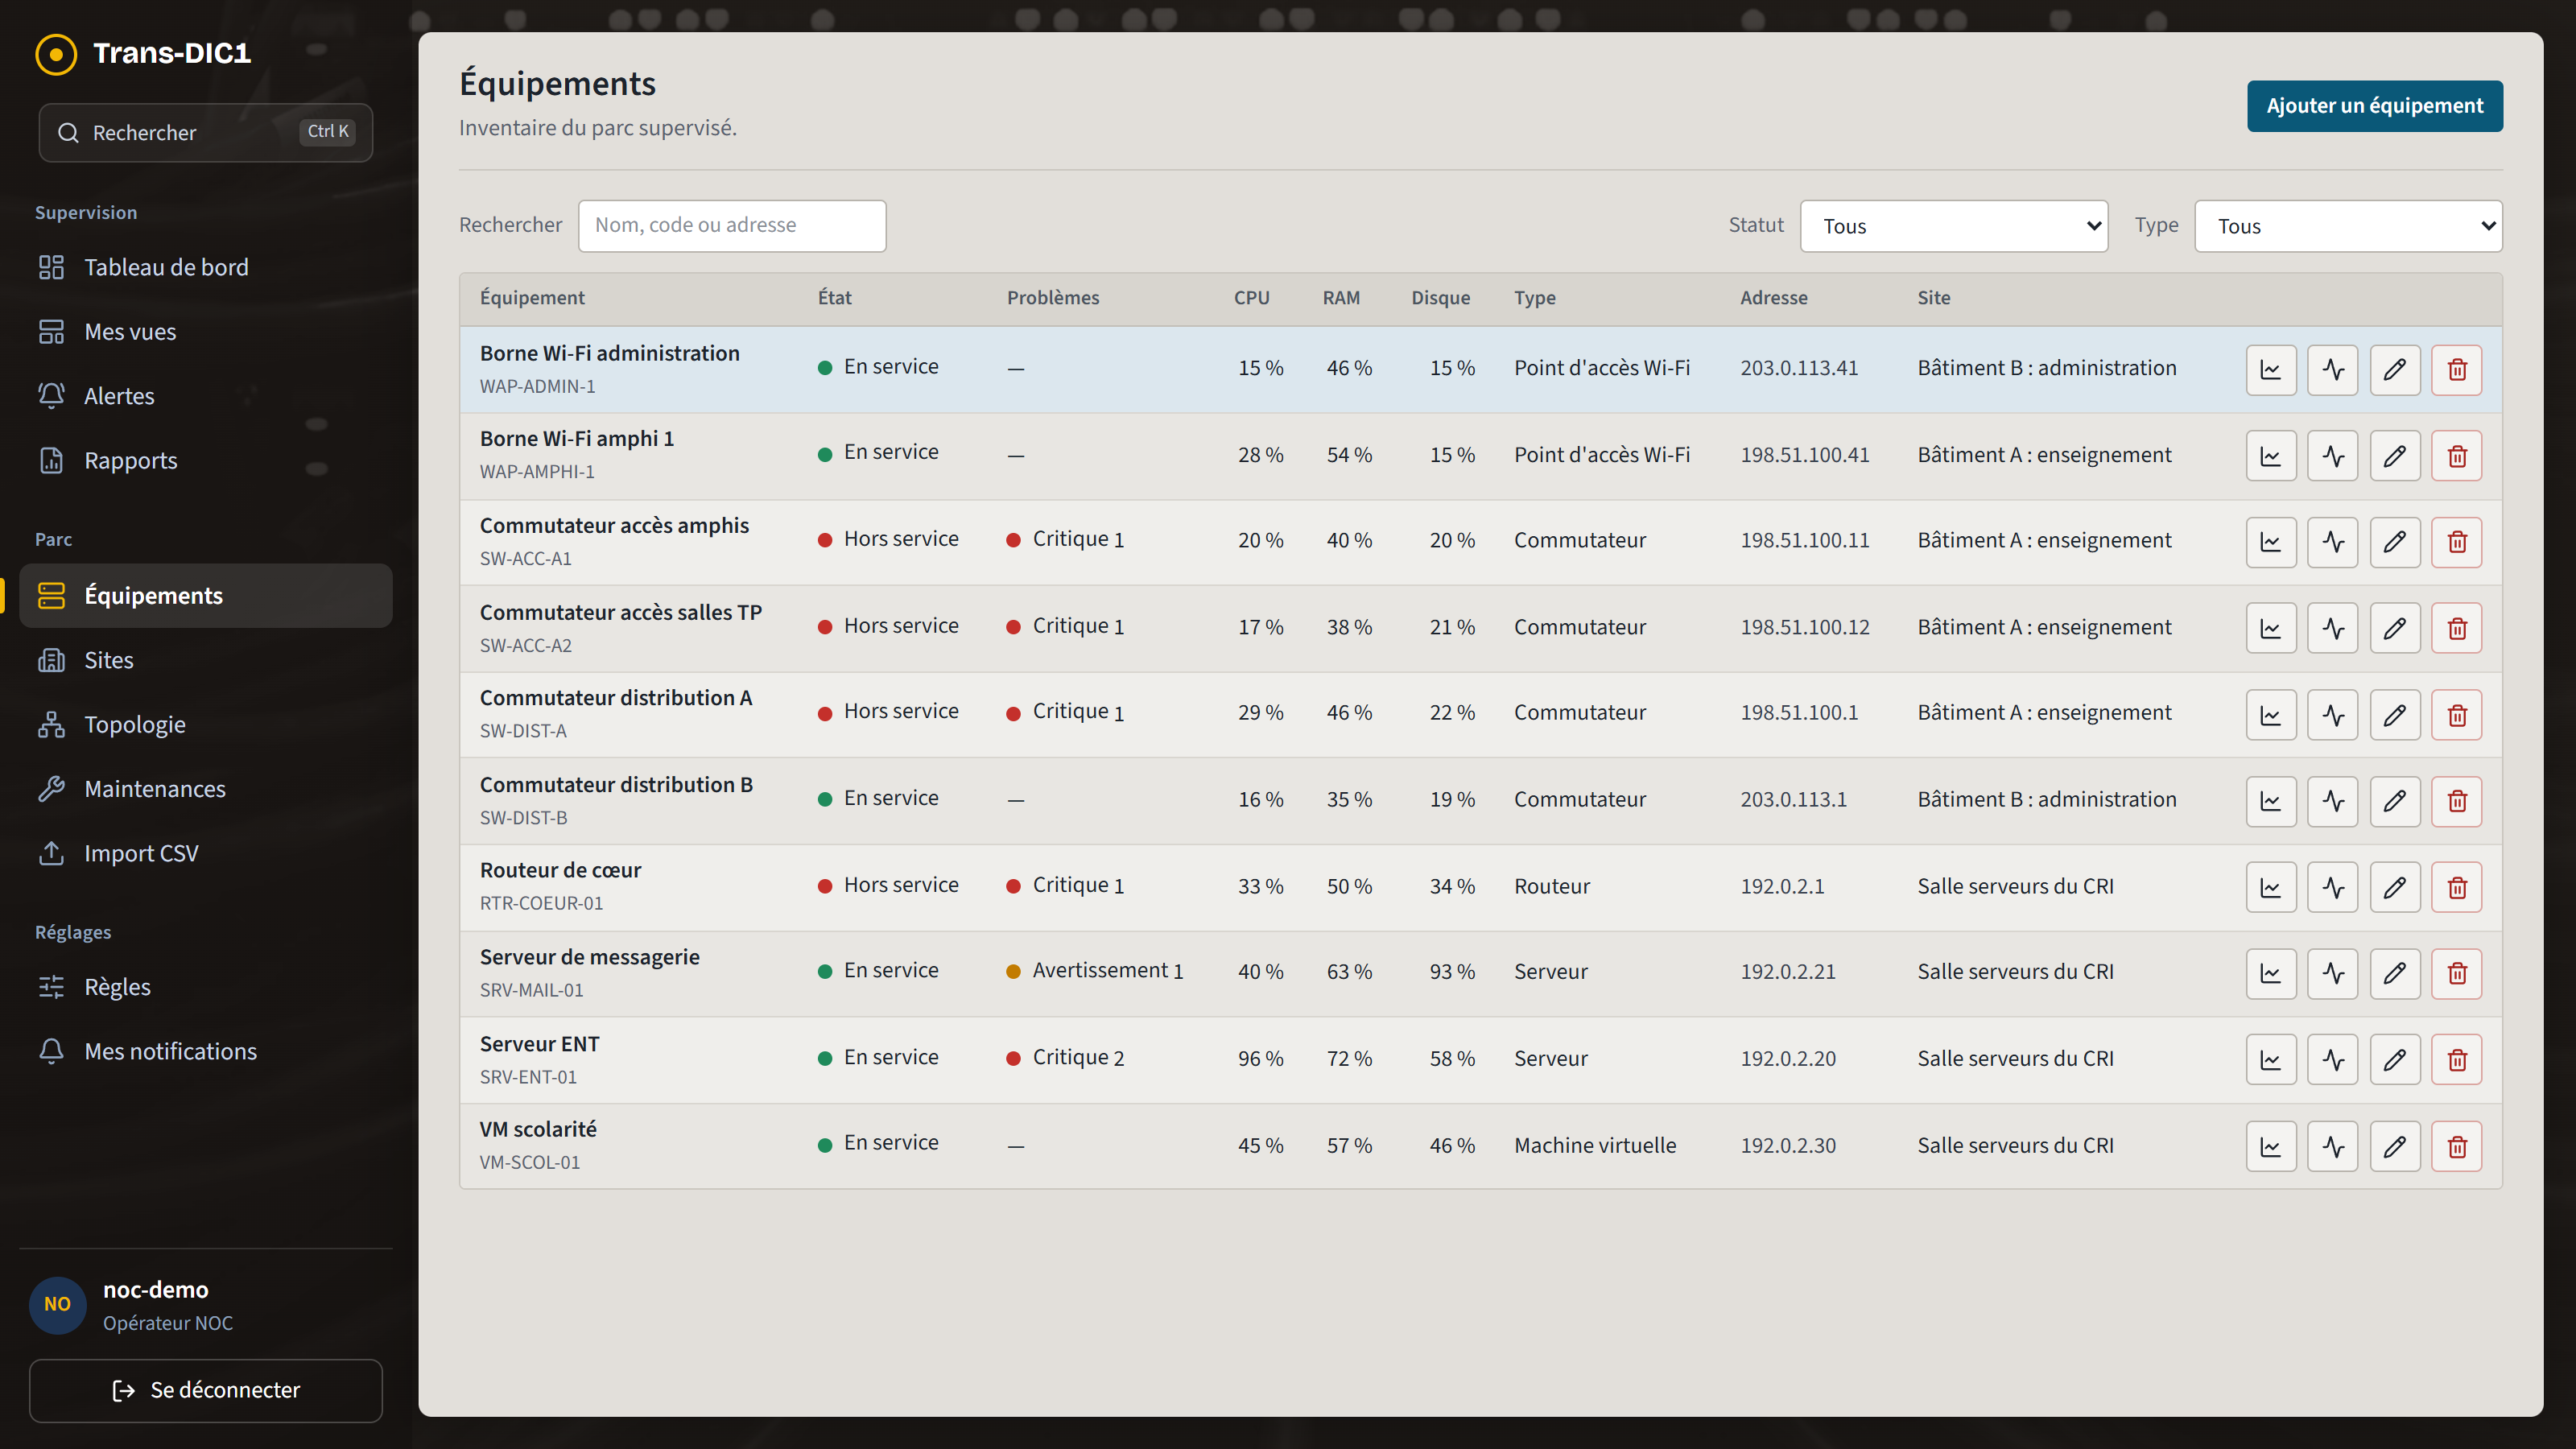 Trans-DIC1
Rechercher Ctrl K
Supervision
Tableau de bord
Mes vues
Alertes
Rapports
Parc
Équipements
Sites
Topologie
Maintenances
Import CSV
Réglages
Règles
Mes notifications
NO
noc-demo
Opérateur NOC
Se déconnecter
Équipements
Inventaire du parc supervisé.
Ajouter un équipement
Rechercher Nom, code ou adresse Statut Tous Type Tous
Équipement État Problèmes CPU RAM Disque Type Adresse Site
Borne Wi-Fi administration
WAP-ADMIN-1
En service — 15 % 46 % 15 % Point d'accès Wi-Fi 203.0.113.41 Bâtiment B : administration
Borne Wi-Fi amphi 1
WAP-AMPHI-1
En service — 28 % 54 % 15 % Point d'accès Wi-Fi 198.51.100.41 Bâtiment A : enseignement
Commutateur accès amphis
SW-ACC-A1
Hors service Critique 1 20 % 40 % 20 % Commutateur 198.51.100.11 Bâtiment A : enseignement
Commutateur accès salles TP
SW-ACC-A2
Hors service Critique 1 17 % 38 % 21 % Commutateur 198.51.100.12 Bâtiment A : enseignement
Commutateur distribution A
SW-DIST-A
Hors service Critique 1 29 % 46 % 22 % Commutateur 198.51.100.1 Bâtiment A : enseignement
Commutateur distribution B
SW-DIST-B
En service — 16 % 35 % 19 % Commutateur 203.0.113.1 Bâtiment B : administration
Routeur de cœur
RTR-COEUR-01
Hors service Critique 1 33 % 50 % 34 % Routeur 192.0.2.1 Salle serveurs du CRI
Serveur de messagerie
SRV-MAIL-01
En service Avertissement 1 40 % 63 % 93 % Serveur 192.0.2.21 Salle serveurs du CRI
Serveur ENT
SRV-ENT-01
En service Critique 2 96 % 72 % 58 % Serveur 192.0.2.20 Salle serveurs du CRI
VM scolarité
VM-SCOL-01
En service — 45 % 57 % 46 % Machine virtuelle 192.0.2.30 Salle serveurs du CRI